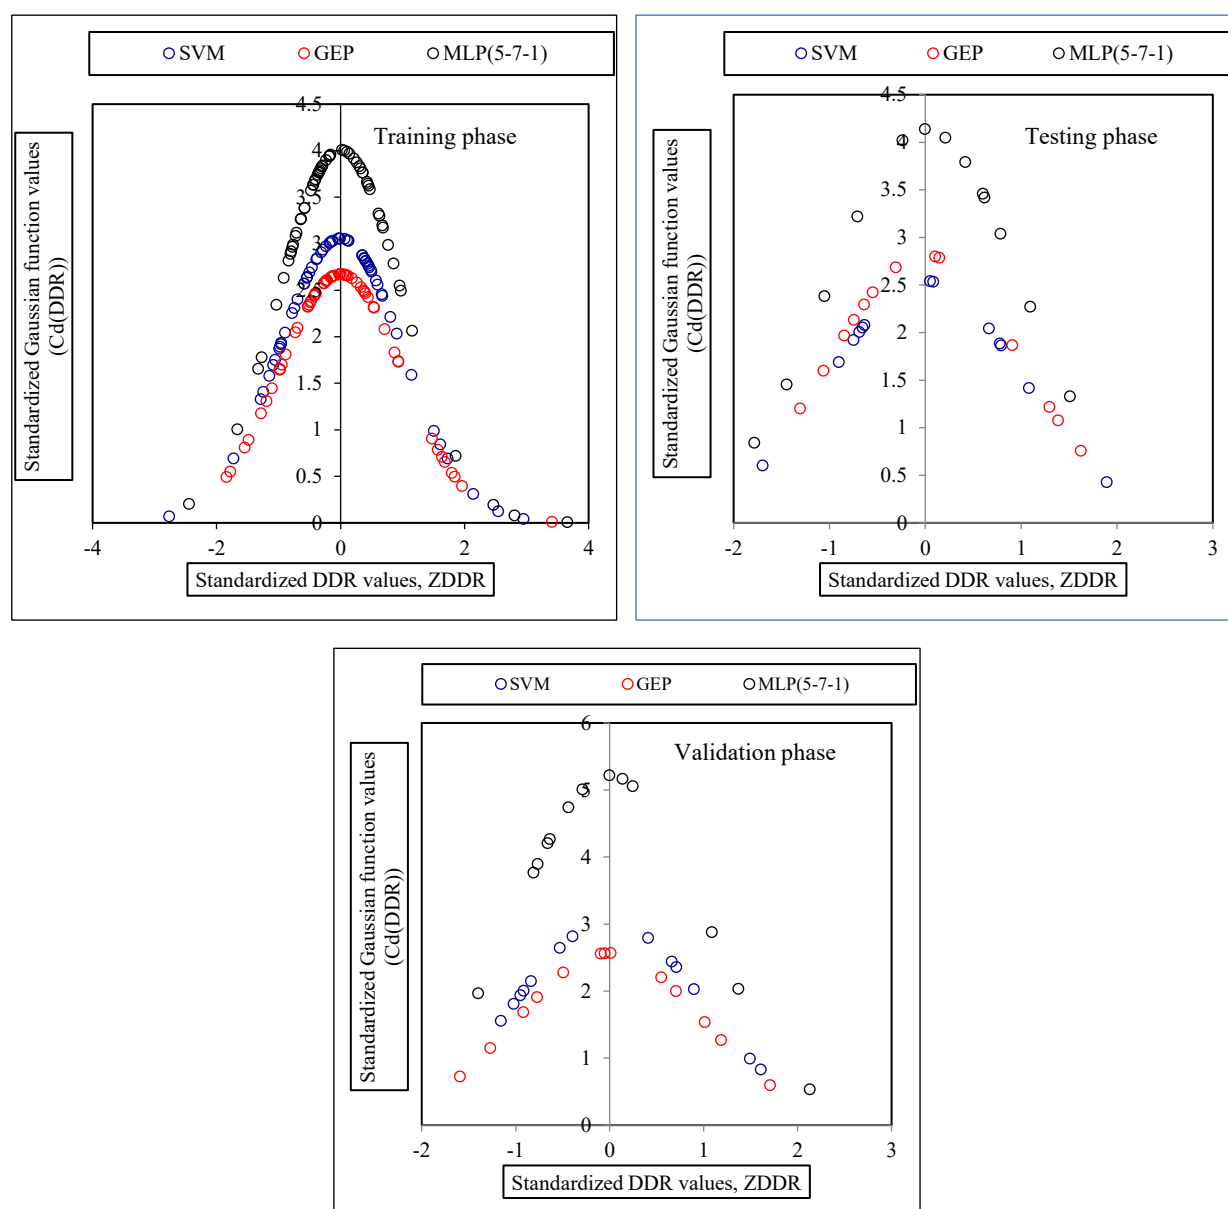 SVM GEP MLP(5-7-1)
Training phase
Standardized Gaussian function values
(Cd(DDR))
4.5
4
3.5
3
2.5
2
1.5
1
0.5
0
-4 -2 0 2 4
Standardized DDR values, ZDDR
SVM GEP MLP(5-7-1)
Testing phase
Standardized Gaussian function values
(Cd(DDR))
4.5
4
3.5
3
2.5
2
1.5
1
0.5
0
-2 -1 0 1 2 3
Standardized DDR values, ZDDR
SVM GEP MLP(5-7-1)
Validation phase
Standardized Gaussian function values
(Cd(DDR))
6
5
4
3
2
1
0
-2 -1 0 1 2 3
Standardized DDR values, ZDDR